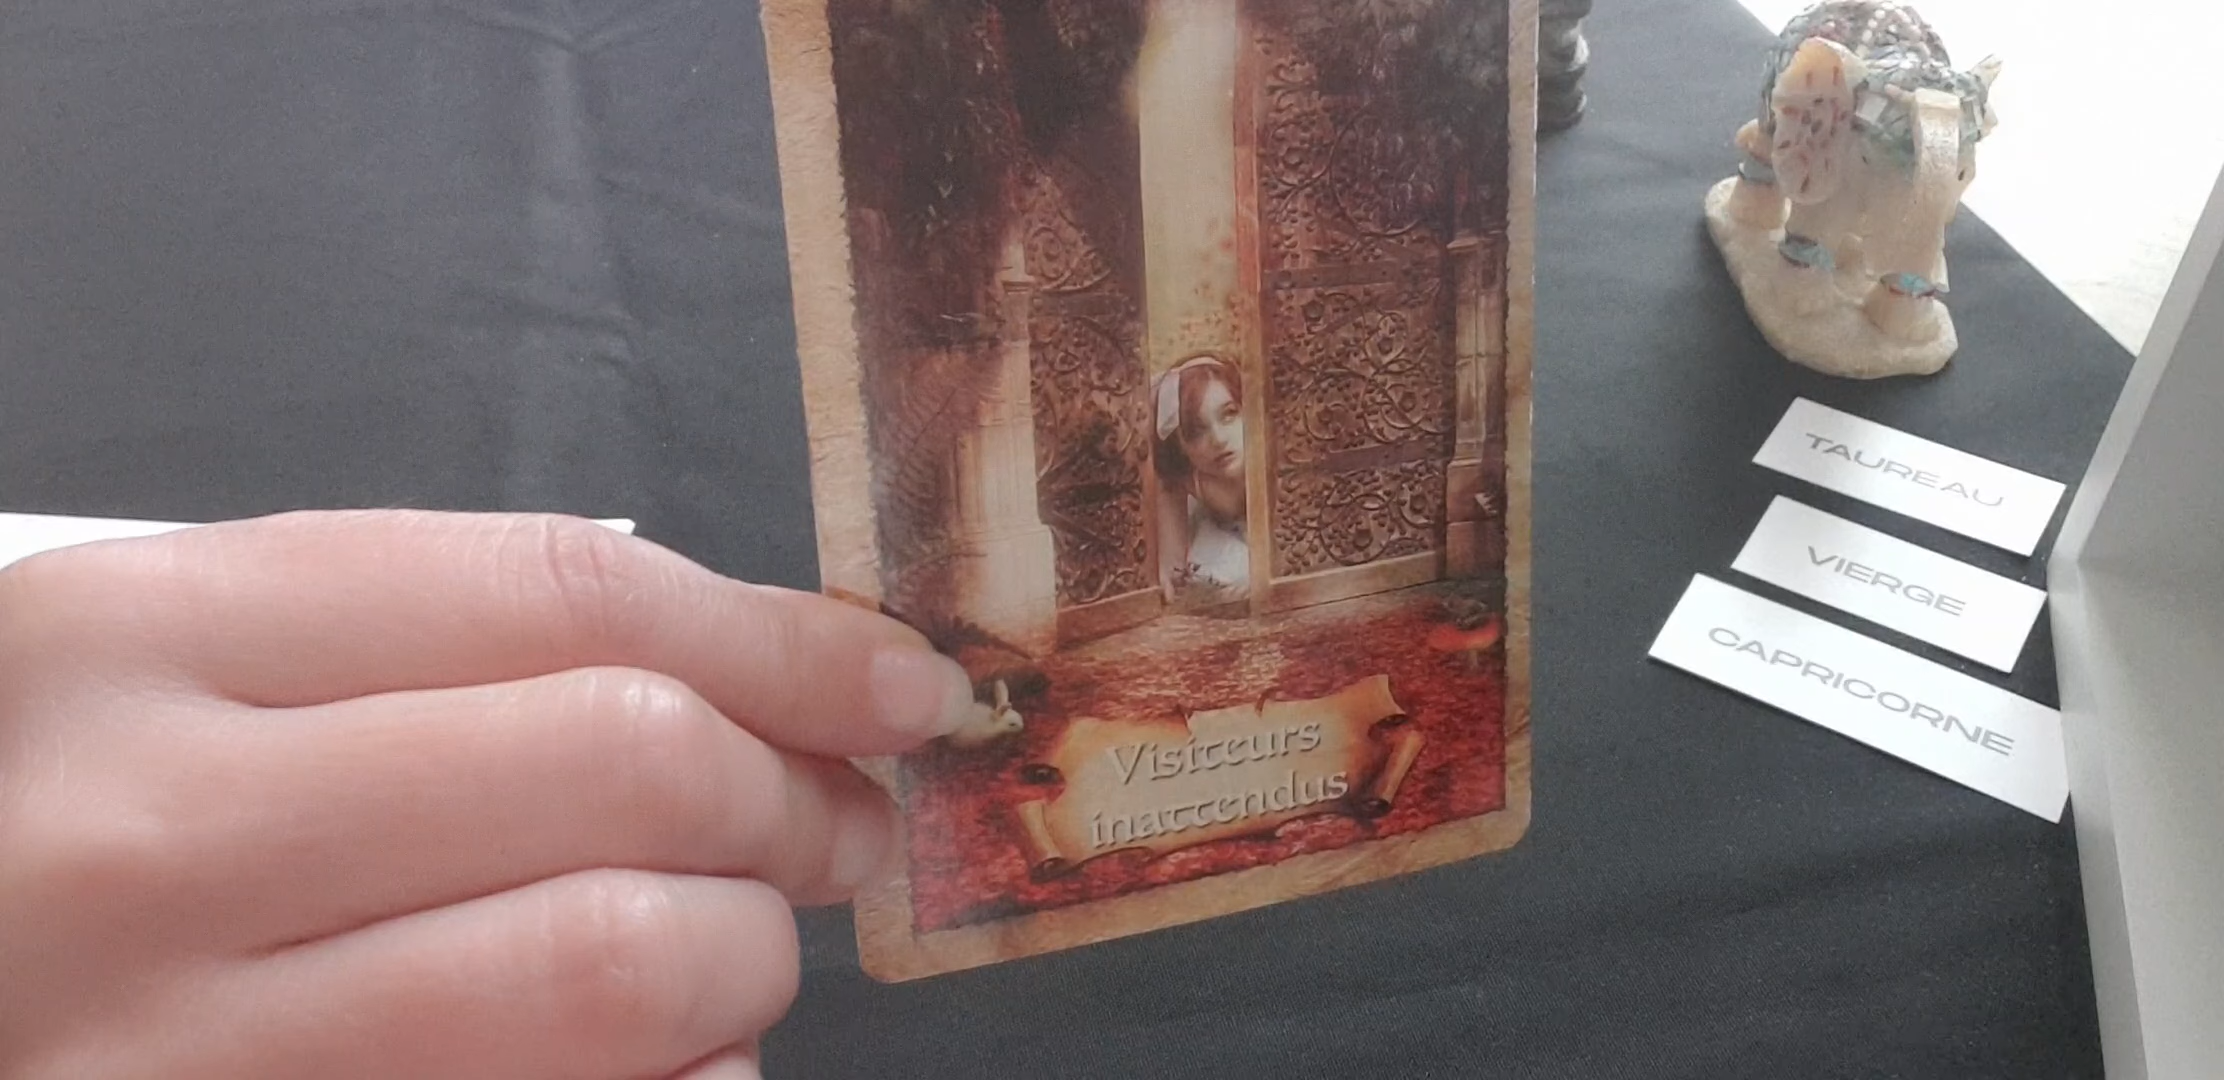 TAUREAU
VIERGE
CAPRICORNE
Visiteurs
inattendus